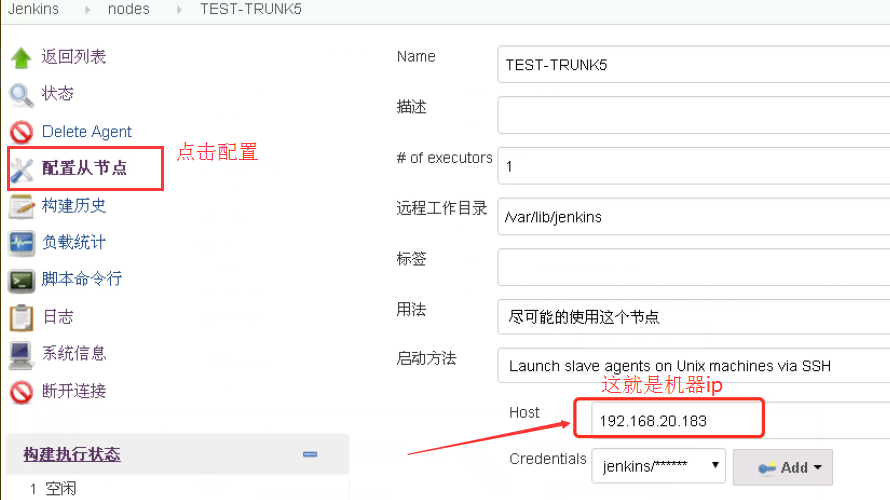 Jenkins nodes TEST-TRUNK5
返回列表
状态
Delete Agent
配置从节点
点击配置
构建历史
负载统计
脚本命令行
日志
系统信息
断开连接
构建执行状态
1 空闲
Name TEST-TRUNK5
描述
# of executors 1
远程工作目录 /var/lib/jenkins
标签
用法 尽可能的使用这个节点
启动方法 Launch slave agents on Unix machines via SSH
这就是机器ip
Host 192.168.20.183
Credentials jenkins/****** Add